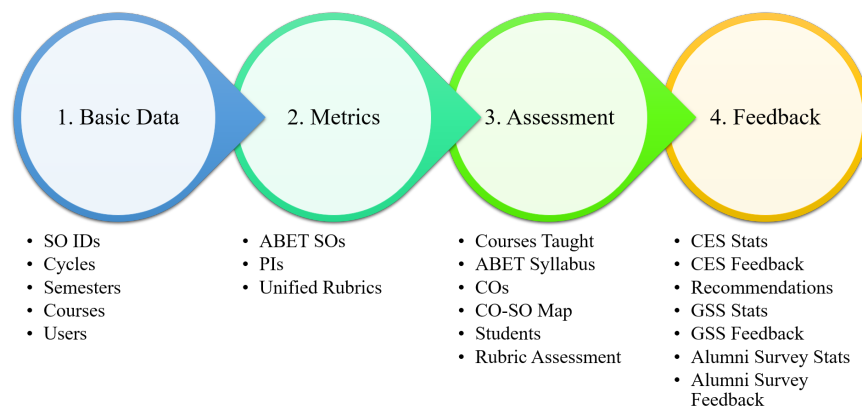 1. Basic Data
• SO IDs
• Cycles
• Semesters
• Courses
• Users
2. Metrics
• ABET SOs
• PIs
• Unified Rubrics
3. Assessment
• Courses Taught
• ABET Syllabus
• COs
• CO-SO Map
• Students
• Rubric Assessment
4. Feedback
• CES Stats
• CES Feedback
• Recommendations
• GSS Stats
• GSS Feedback
• Alumni Survey Stats
• Alumni Survey
Feedback